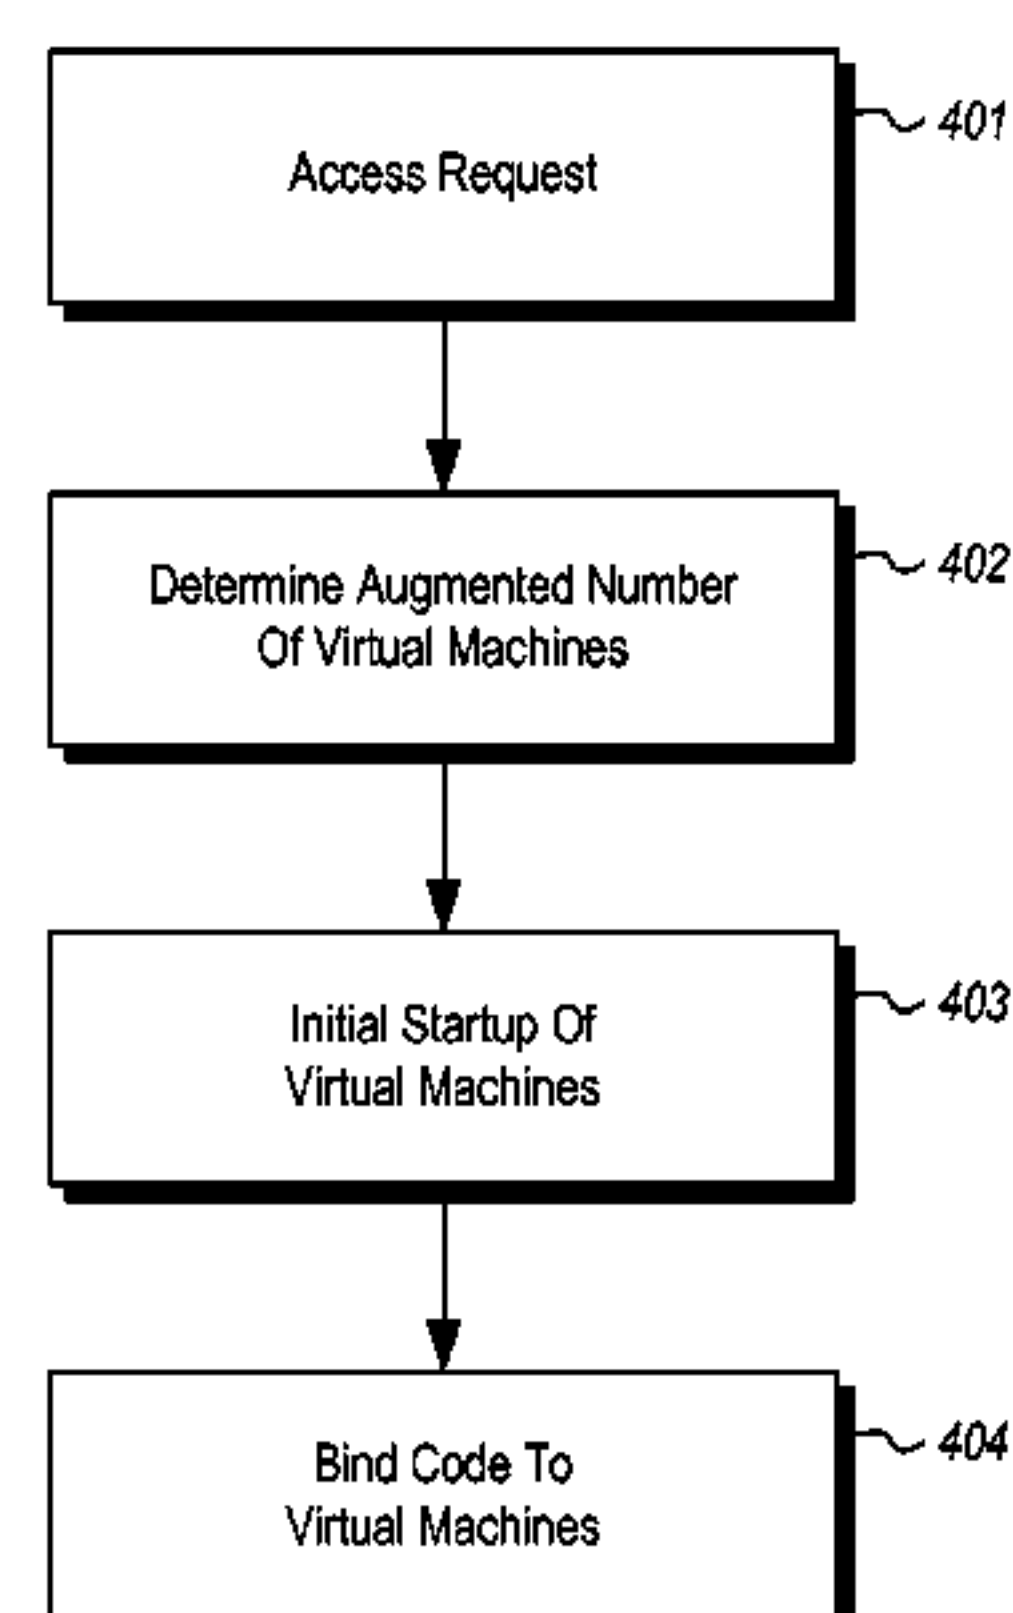 Access Request
401
Determine Augmented Number
Of Virtual Machines
402
Initial Startup Of
Virtual Machines
403
Bind Code To
Virtual Machines
404